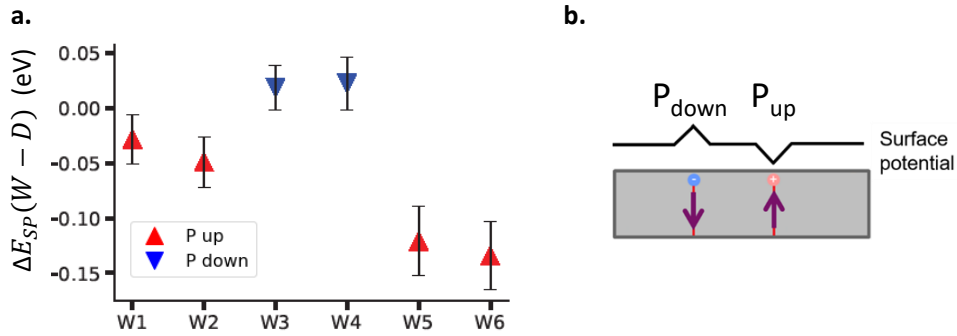 a.
b.
ΔE_SP(W − D) (eV)
0.05
0.00
-0.05
-0.10
-0.15
P up
P down
W1 W2 W3 W4 W5 W6
P_down P_up
Surface
potential
- +